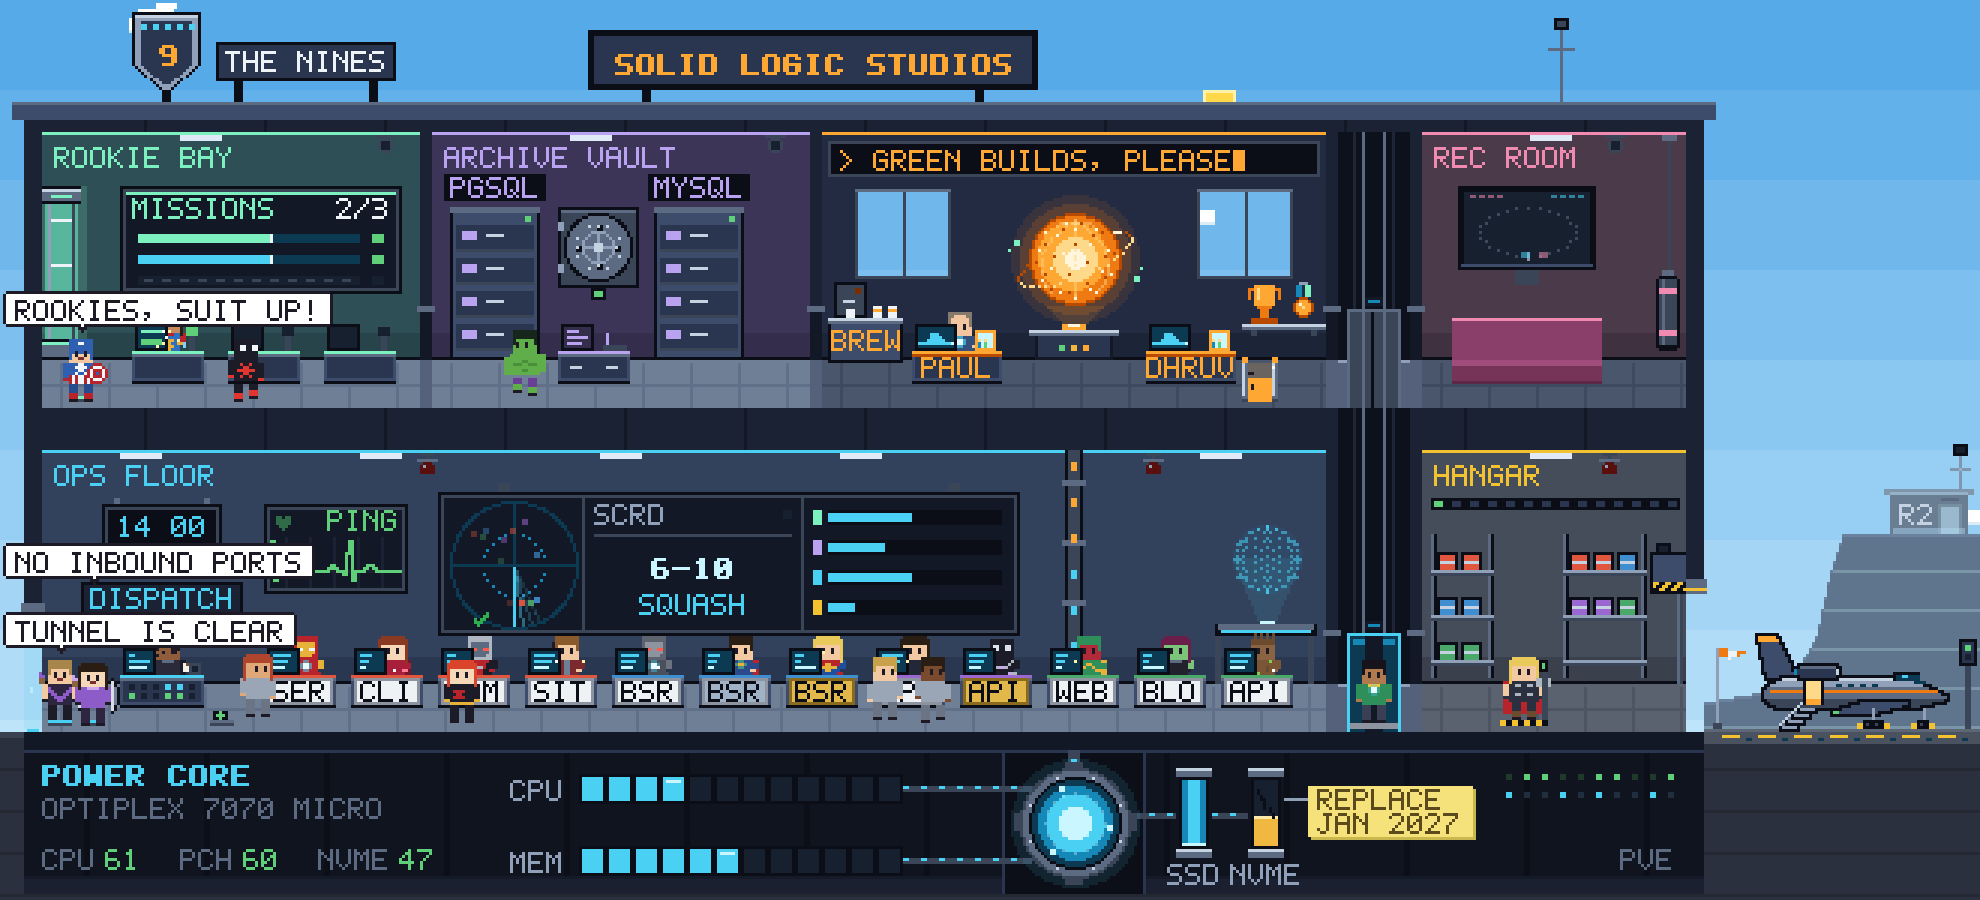 9
THE NINES
SOLID LOGIC STUDIOS
ROOKIE BAY
MISSIONS 2/3
ROOKIES, SUIT UP!
ARCHIVE VAULT
PGSQL
MYSQL
> GREEN BUILDS, PLEASE
BREW
PAUL
DHRUV
REC ROOM
OPS FLOOR
14 00
PING
NO INBOUND PORTS
DISPATCH
TUNNEL IS CLEAR
SCRD
6-10
SQUASH
SER
CLI
SIT
BSR
BSR
BSR
API
WEB
BLO
API
HANGAR
R2
POWER CORE
OPTIPLEX 7070 MICRO
CPU 61 PCH 60 NVME 47
CPU
MEM
SSD NVME
REPLACE
JAN 2027
PVE